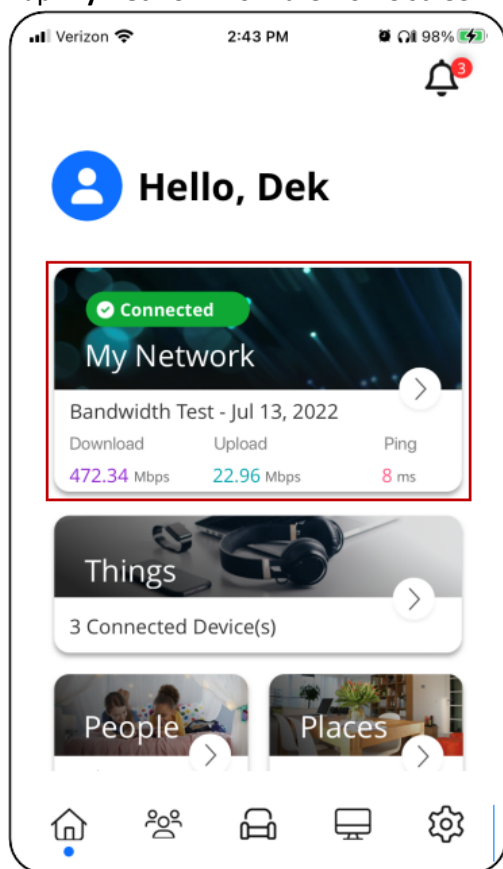 Verizon 2:43 PM 98%
3
Hello, Dek
Connected
My Network
Bandwidth Test - Jul 13, 2022
Download Upload Ping
472.34 Mbps 22.96 Mbps 8 ms
Things
3 Connected Device(s)
People Places